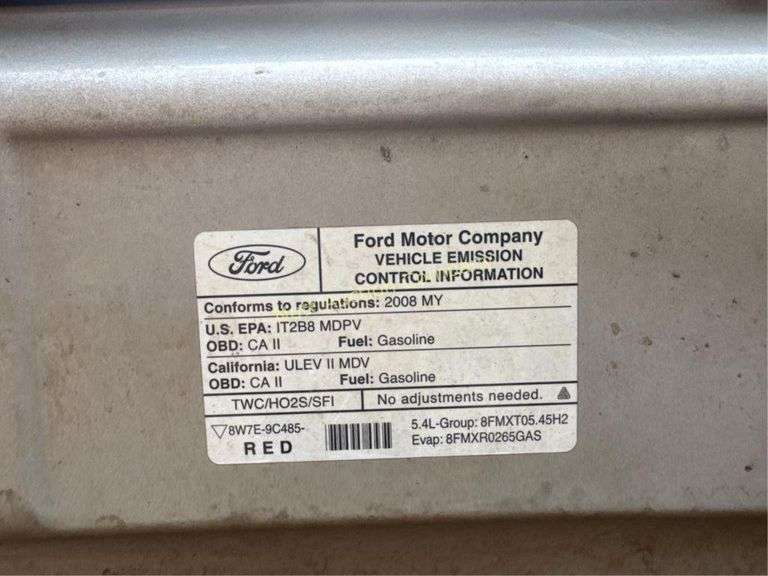 Ford
Ford Motor Company
VEHICLE EMISSION
CONTROL INFORMATION
Conforms to regulations: 2008 MY
U.S. EPA: IT2B8 MDPV
OBD: CA II Fuel: Gasoline
California: ULEV II MDV
OBD: CA II Fuel: Gasoline
TWC/HO2S/SFI No adjustments needed.
8W7E-9C485-
RED
5.4L-Group: 8FMXT05.45H2
Evap: 8FMXR0265GAS